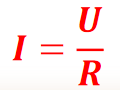 I = U/R